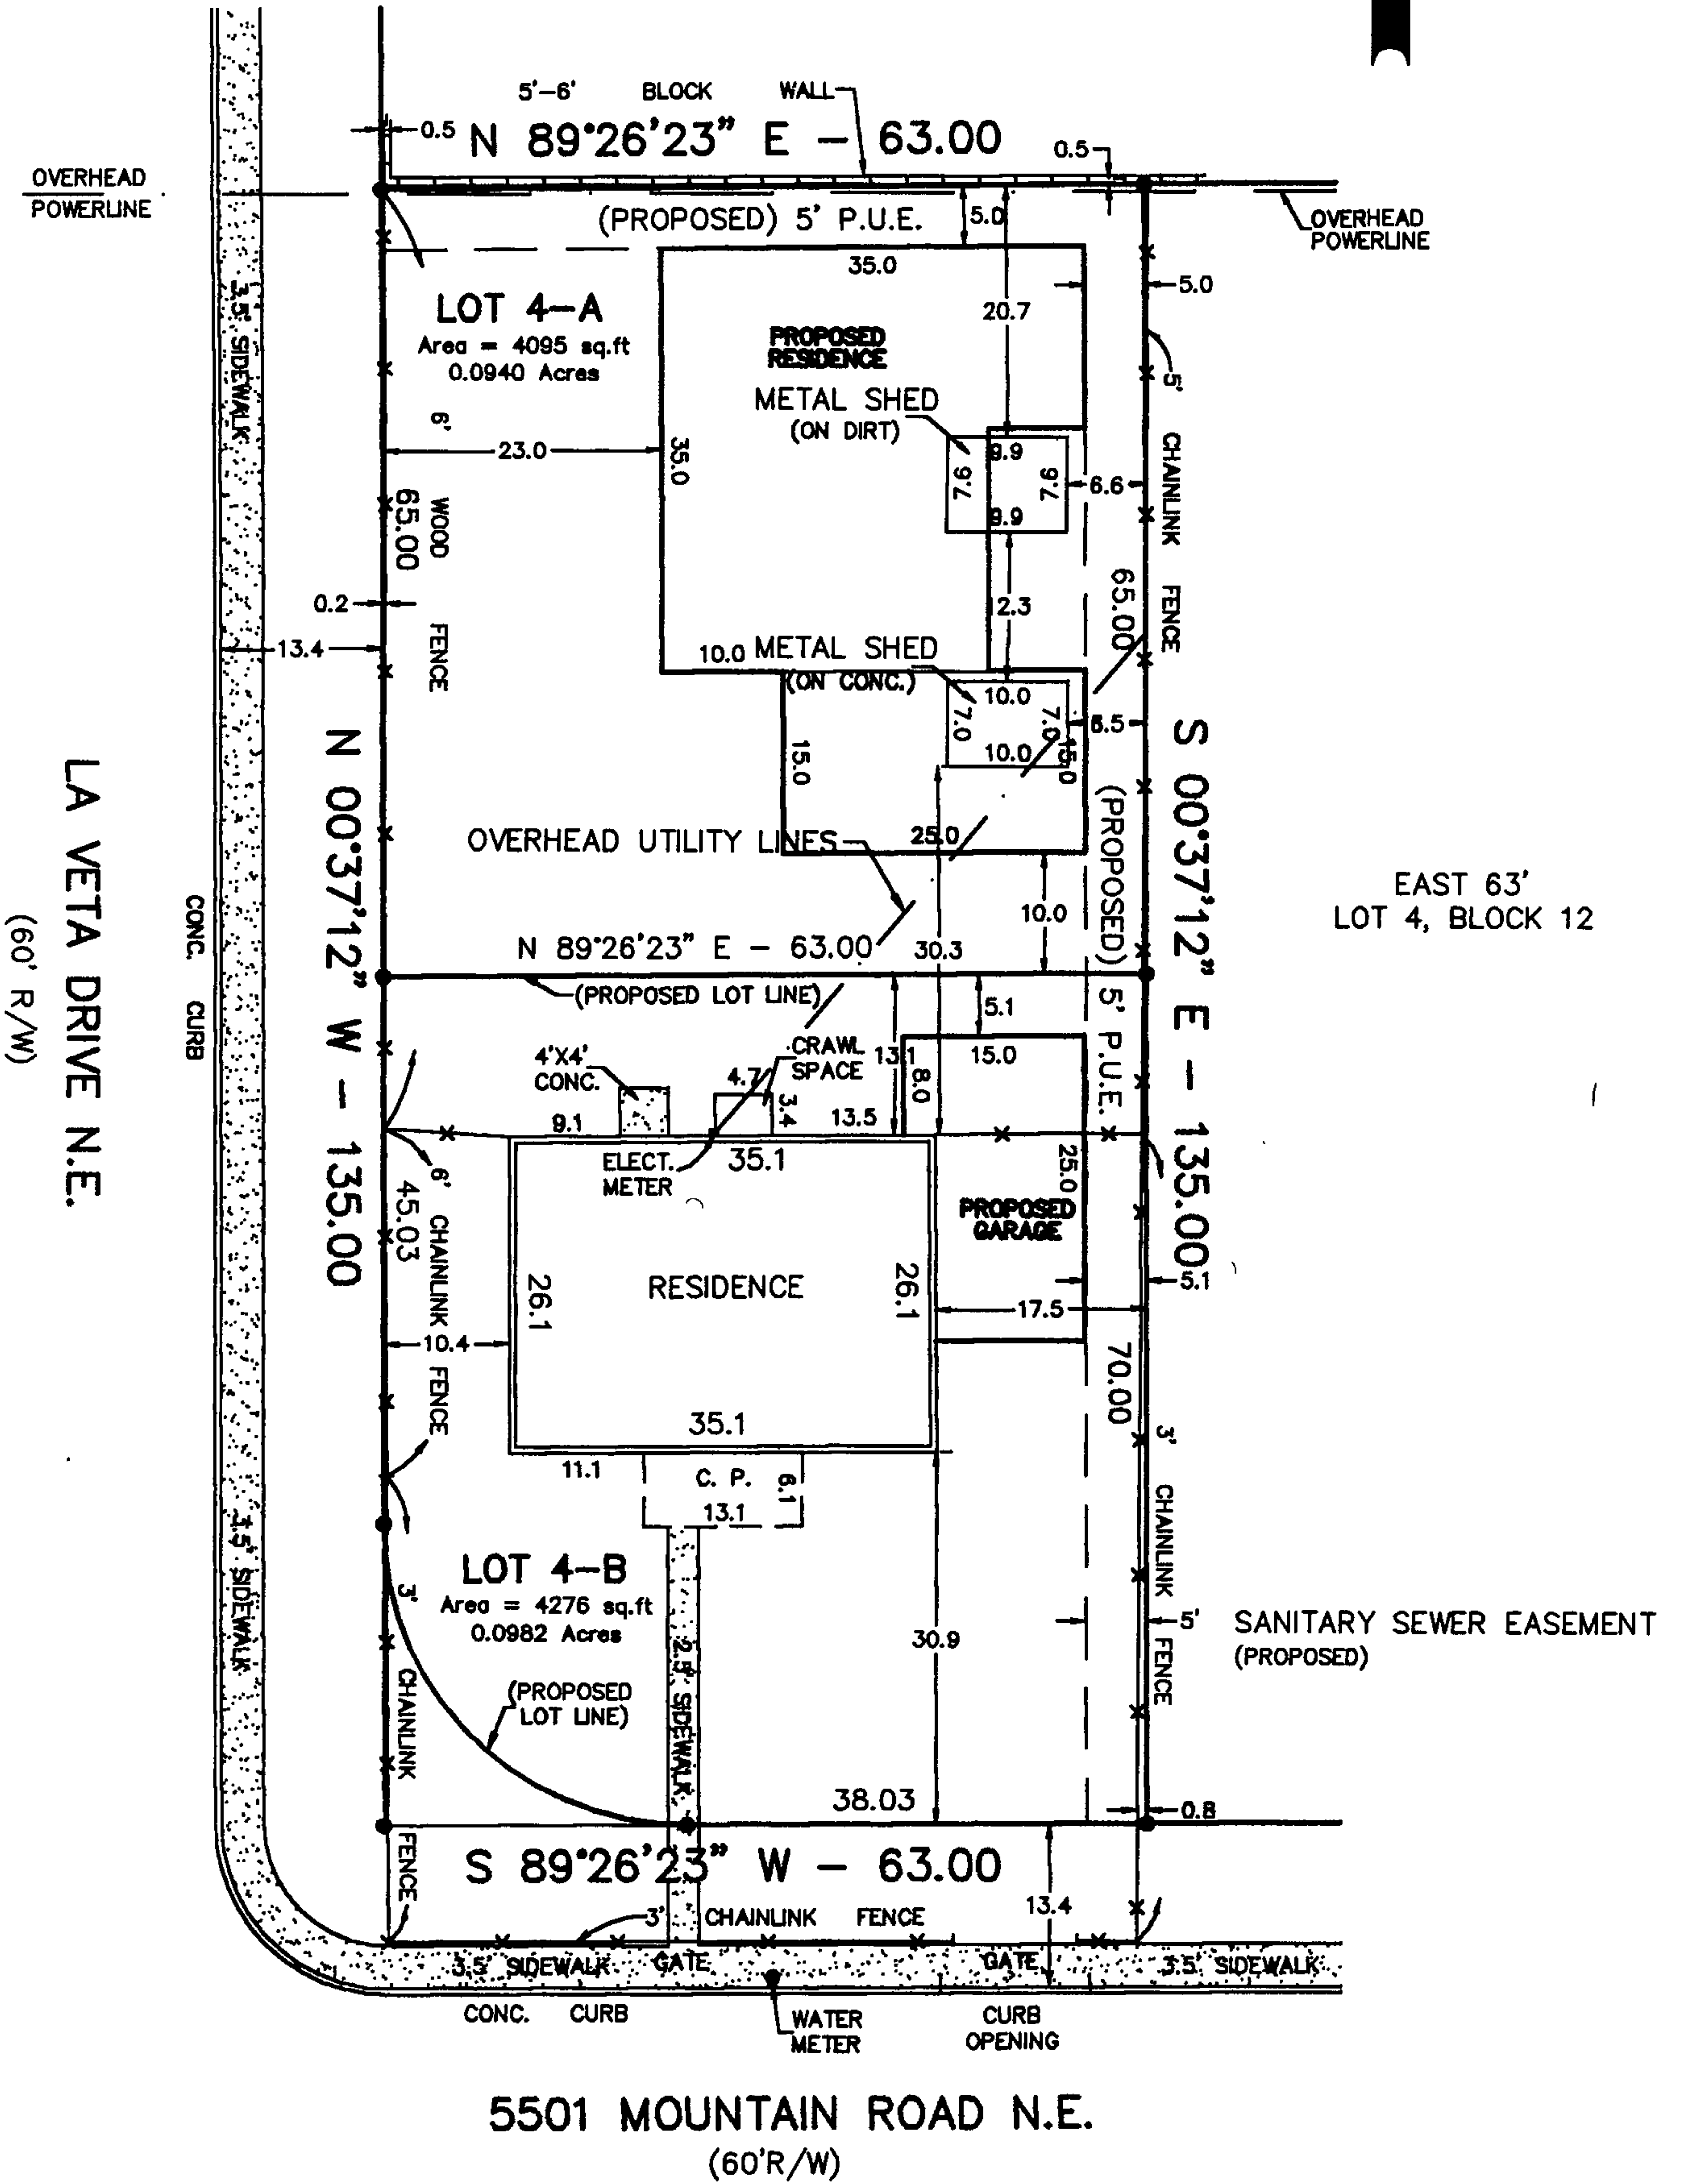 5'-6' BLOCK WALL
0.5
N 89°26'23" E - 63.00
0.5
OVERHEAD
POWERLINE
OVERHEAD
POWERLINE
(PROPOSED) 5' P.U.E.
5.0
35.0
5.0
LOT 4-A
Area = 4095 sq.ft
0.0940 Acres
20.7
PROPOSED
RESIDENCE
METAL SHED
(ON DIRT)
3.5' SIDEWALK
6' WOOD FENCE
65.00
23.0
35.0
9.9
7.6
7.6
9.9
6.6
5' CHAINLINK FENCE
65.00
0.2
13.4
12.3
10.0
METAL SHED
(ON CONC.)
10.0
7.0
7.0
10.0
6.5
15.0
15.0
25.0
OVERHEAD UTILITY LINES
N 00°37'12" W - 135.00
S 00°37'12" E - 135.00
LA VETA DRIVE N.E.
(60' R/W)
CONC. CURB
EAST 63'
LOT 4, BLOCK 12
10.0
(PROPOSED) 5' P.U.E.
N 89°26'23" E - 63.00
30.3
(PROPOSED LOT LINE)
5.1
4'X4'
CONC.
4.7
CRAWL
SPACE
13.1
15.0
8.0
9.1
3.4
13.5
ELECT.
METER
35.1
25.0
PROPOSED
GARAGE
6' CHAINLINK FENCE
45.03
26.1
RESIDENCE
26.1
5.1
17.5
10.4
70.00
35.1
11.1
C. P.
6.1
13.1
3' CHAINLINK FENCE
3.5' SIDEWALK
LOT 4-B
Area = 4276 sq.ft
0.0982 Acres
3' CHAINLINK FENCE
2.5' SIDEWALK
30.9
5'
SANITARY SEWER EASEMENT
(PROPOSED)
(PROPOSED
LOT LINE)
38.03
0.8
S 89°26'23" W - 63.00
13.4
3' CHAINLINK FENCE
3.5' SIDEWALK
GATE
GATE
3.5' SIDEWALK
CONC. CURB
WATER
METER
CURB
OPENING
5501 MOUNTAIN ROAD N.E.
(60'R/W)